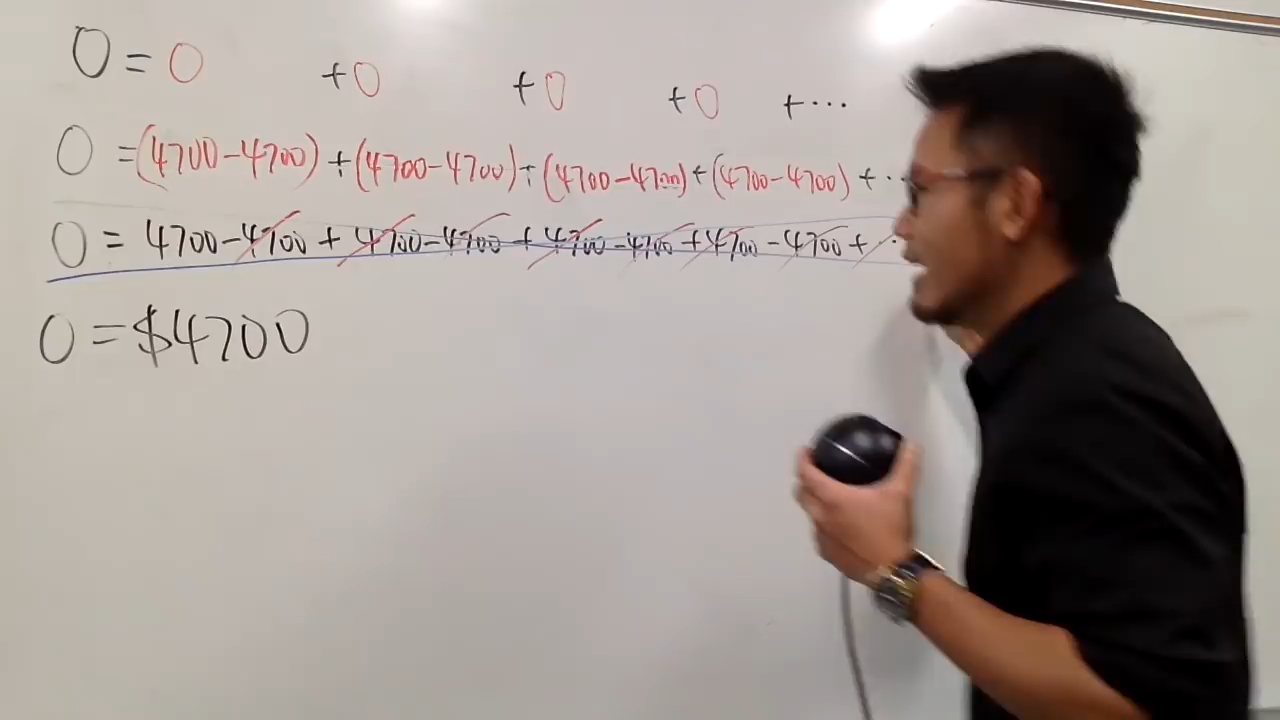 0 = 0 + 0 + 0 + 0 + ...
0 = (4700 - 4700) + (4700 - 4700) + (4700 - 4700) + (4700 - 4700) + ...
0 = 4700 - 4700 + 4700 - 4700 + 4700 - 4700 + 4700 - 4700 + ...
0 = $4700